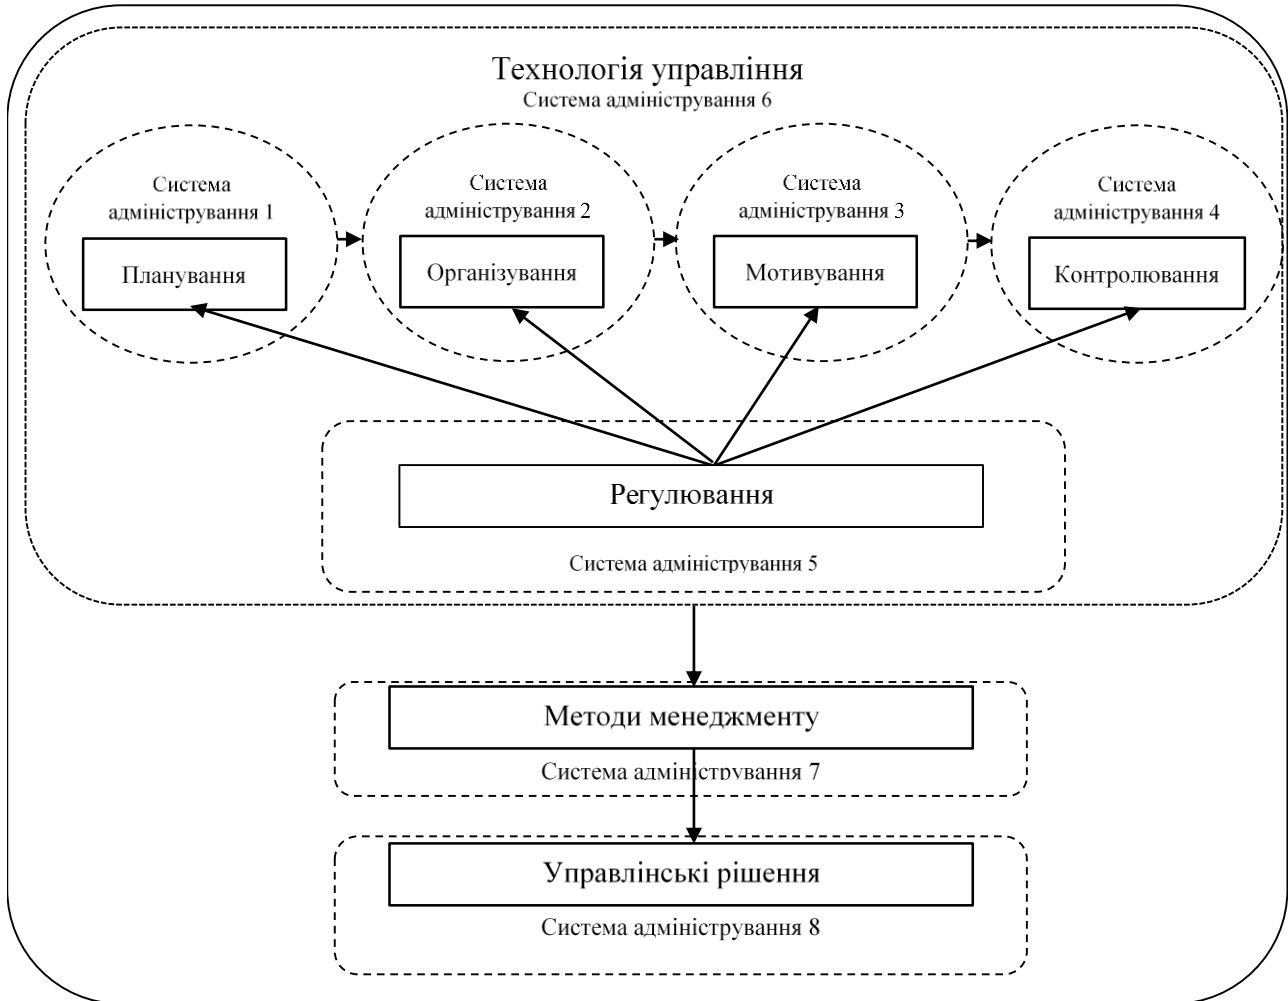 Технологія управління
Система адміністрування 6
Система
адміністрування 1
Планування
Система
адміністрування 2
Організування
Система
адміністрування 3
Мотивування
Система
адміністрування 4
Контролювання
Регулювання
Система адміністрування 5
Методи менеджменту
Система адміністрування 7
Управлінські рішення
Система адміністрування 8